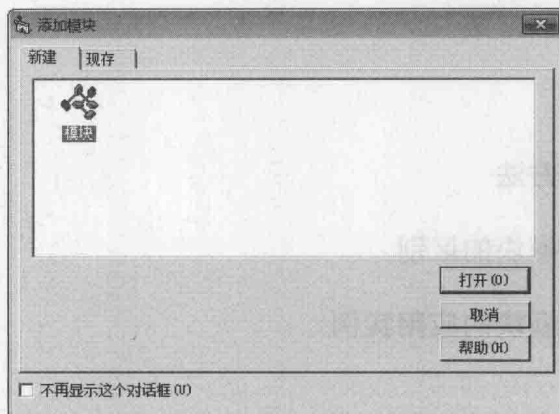 添加模块
新建 现存
模块
打开(O)
取消
帮助(H)
不再显示这个对话框(U)